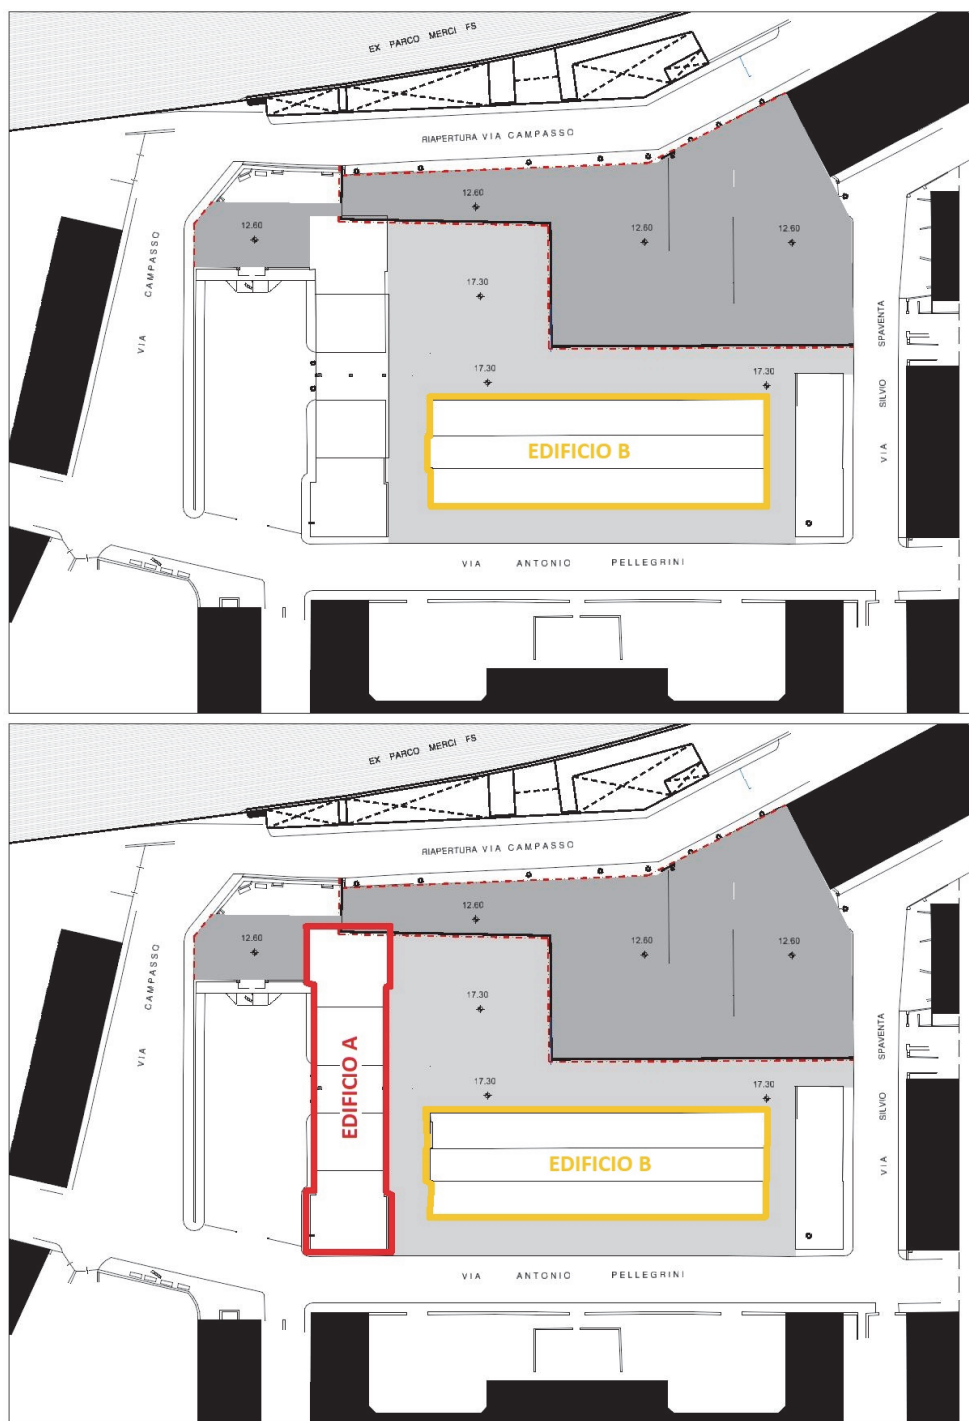 EX PARCO MERCI FS
RIAPERTURA VIA CAMPASSO
12.60
12.60
12.60
12.60
VIA CAMPASSO
17.30
VIA SILVIO SPAVENTA
17.30
17.30
EDIFICIO B
VIA ANTONIO PELLEGRINI
EX PARCO MERCI FS
RIAPERTURA VIA CAMPASSO
12.60
12.60
12.60
12.60
VIA CAMPASSO
17.30
VIA SILVIO SPAVENTA
EDIFICIO A
17.30
17.30
EDIFICIO B
VIA ANTONIO PELLEGRINI